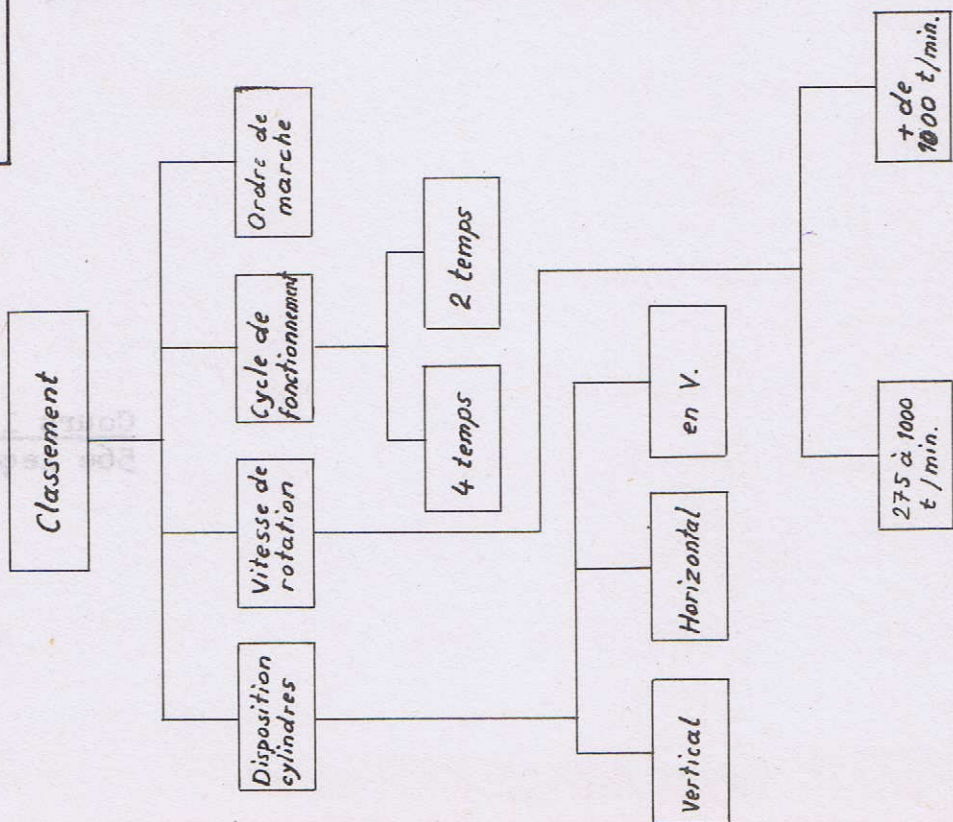 Classement
Disposition
cylindres
Vitesse de
rotation
Cycle de
fonctionnement
Ordre de
marche
4 temps
2 temps
Vertical
Horizontal
en V.
275 à 1000
t/min.
+ de
1000 t/min.